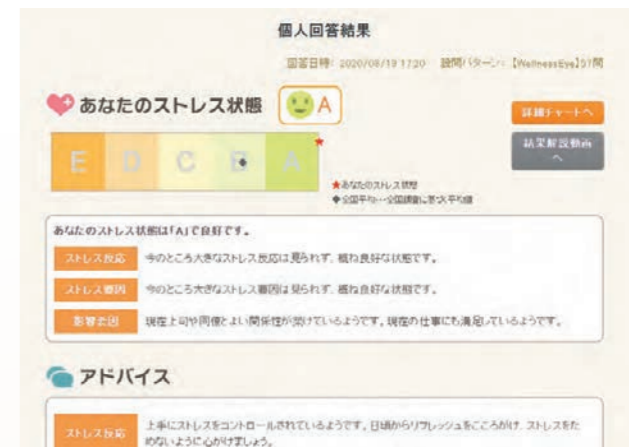 個人回答結果
回答日時: 2020/08/19 17:20 設問パターン: 【WellnessEye】57問
あなたのストレス状態 A
詳細チャートへ
結果解説動画
へ
E D C B A
★あなたのストレス状態
◆全国平均…全国調査に基づく平均値
あなたのストレス状態は「A」で良好です。
ストレス反応 今のところ大きなストレス反応は見られず、概ね良好な状態です。
ストレス要因 今のところ大きなストレス要因は見られず、概ね良好な状態です。
影響要因 現在上司や同僚とよい関係性が築けているようです。現在の仕事にも満足しているようです。
アドバイス
ストレス反応 上手にストレスをコントロールされているようです。日頃からリフレッシュをこころがけ、ストレスをた
めないように心がけましょう。